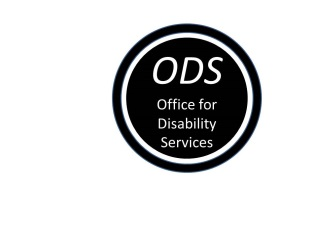 ODS
Office for
Disability
Services